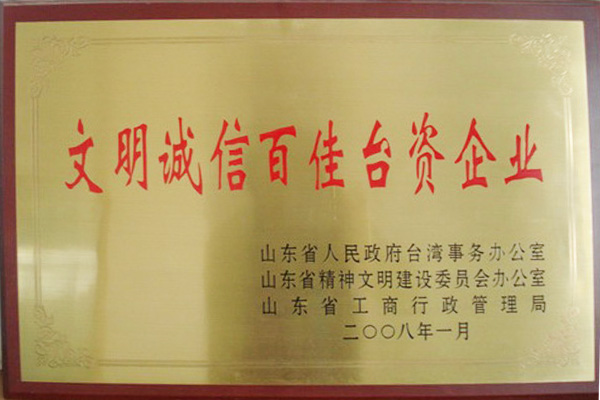 文明诚信百佳台资企业
山东省人民政府台湾事务办公室
山东省精神文明建设委员会办公室
山东省工商行政管理局
二〇〇八年一月